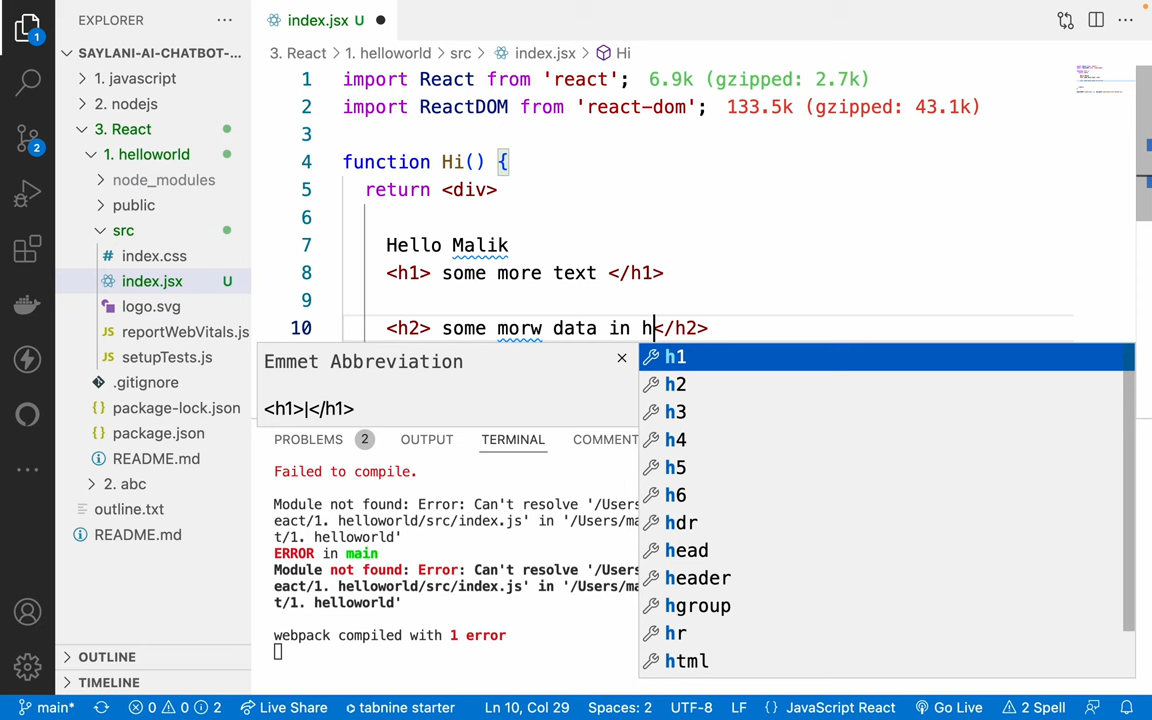 EXPLORER
SAYLANI-AI-CHATBOT-...
1. javascript
2. nodejs
3. React
1. helloworld
node_modules
public
src
index.css
index.jsx U
logo.svg
reportWebVitals.js
setupTests.js
.gitignore
package-lock.json
package.json
README.md
2. abc
outline.txt
README.md
OUTLINE
TIMELINE
1
2
index.jsx U
3. React > 1. helloworld > src > index.jsx > Hi
1 import React from 'react'; 6.9k (gzipped: 2.7k)
2 import ReactDOM from 'react-dom'; 133.5k (gzipped: 43.1k)
3
4 function Hi() {
5 return <div>
6
7 Hello Malik
8 <h1> some more text </h1>
9
10 <h2> some morw data in h</h2>
Emmet Abbreviation
<h1>|</h1>
h1
h2
h3
h4
h5
h6
hdr
head
header
hgroup
hr
html
PROBLEMS 2 OUTPUT TERMINAL COMMENT
Failed to compile.
Module not found: Error: Can't resolve '/Users
eact/1. helloworld/src/index.js' in '/Users/ma
t/1. helloworld'
ERROR in main
Module not found: Error: Can't resolve '/Users
eact/1. helloworld/src/index.js' in '/Users/ma
t/1. helloworld'
webpack compiled with 1 error
main* 0 0 2 Live Share tabnine starter Ln 10, Col 29 Spaces: 2 UTF-8 LF {} JavaScript React Go Live 2 Spell